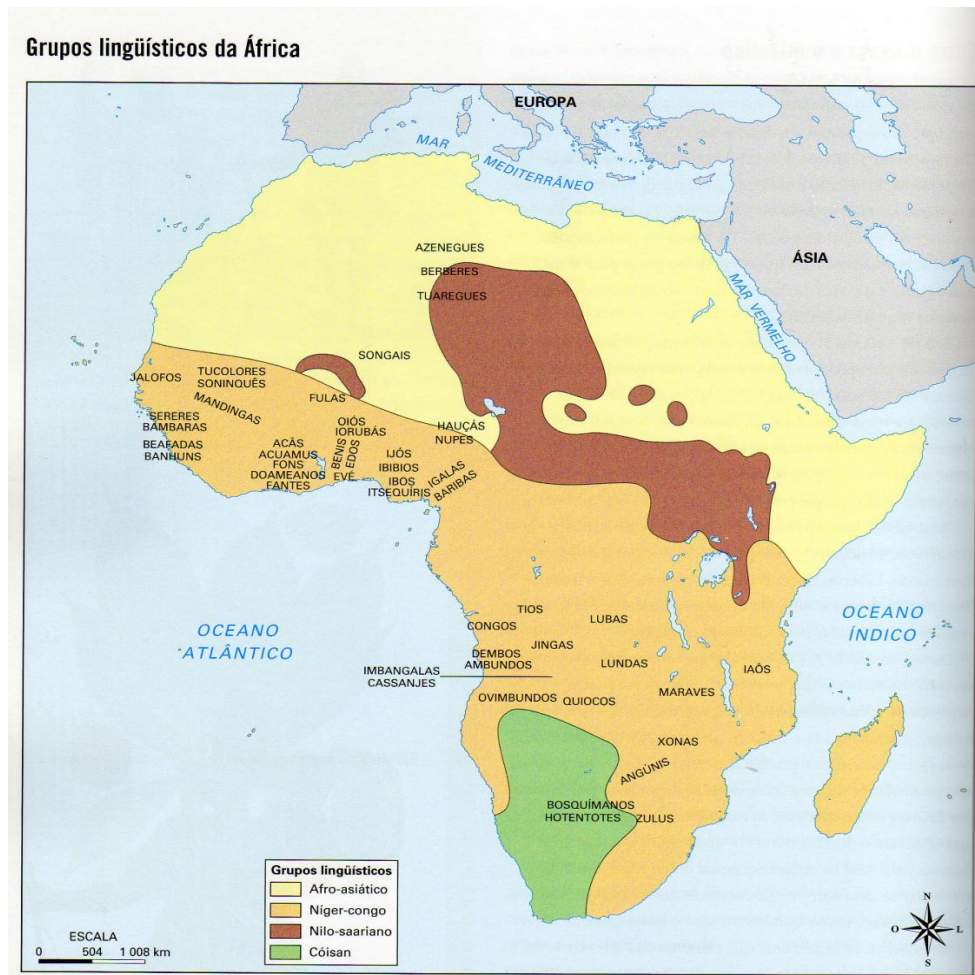 Grupos lingüísticos da África
EUROPA
MAR
MEDITERRÂNEO
ÁSIA
MAR VERMELHO
AZENEGUES
BERBERES
TUAREGUES
SONGAIS
JALOFOS
TUCOLORES
SONINQUÊS
MANDINGAS
FULAS
SERERES
BAMBARAS
BEAFADAS
BANHUNS
ACÃS
ACUAMUS
FONS
DOAMEANOS
FANTES
OIÓS
IORUBÁS
BENIS
EDOS
EVÉ
HAUÇÁS
NUPÉS
IJÓS
IBIBIOS
IBOS
ITSEQUÍRIS
IGALAS
BARIBAS
OCEANO
ATLÂNTICO
OCEANO
ÍNDICO
TIOS
CONGOS
LUBAS
JINGAS
DEMBOS
AMBUNDOS
LUNDAS
IMBANGALAS
CASSANJES
IAÔS
MARAVES
OVIMBUNDOS
QUIOCOS
XONAS
ANGÚNIS
BOSQUÍMANOS
HOTENTOTES
ZULUS
Grupos lingüísticos
Afro-asiático
Níger-congo
Nilo-saariano
Cóisan
ESCALA
0 504 1 008 km
N
O L
S